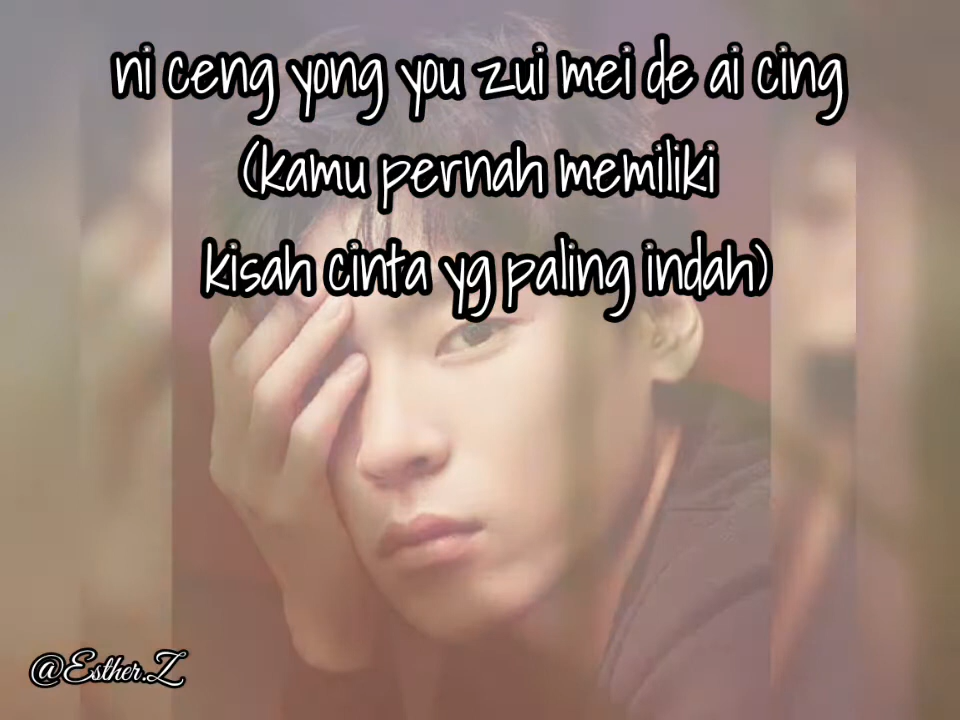 ni ceng yong you zui mei de ai cing
(kamu pernah memiliki
kisah cinta yg paling indah)
@Esther.Z